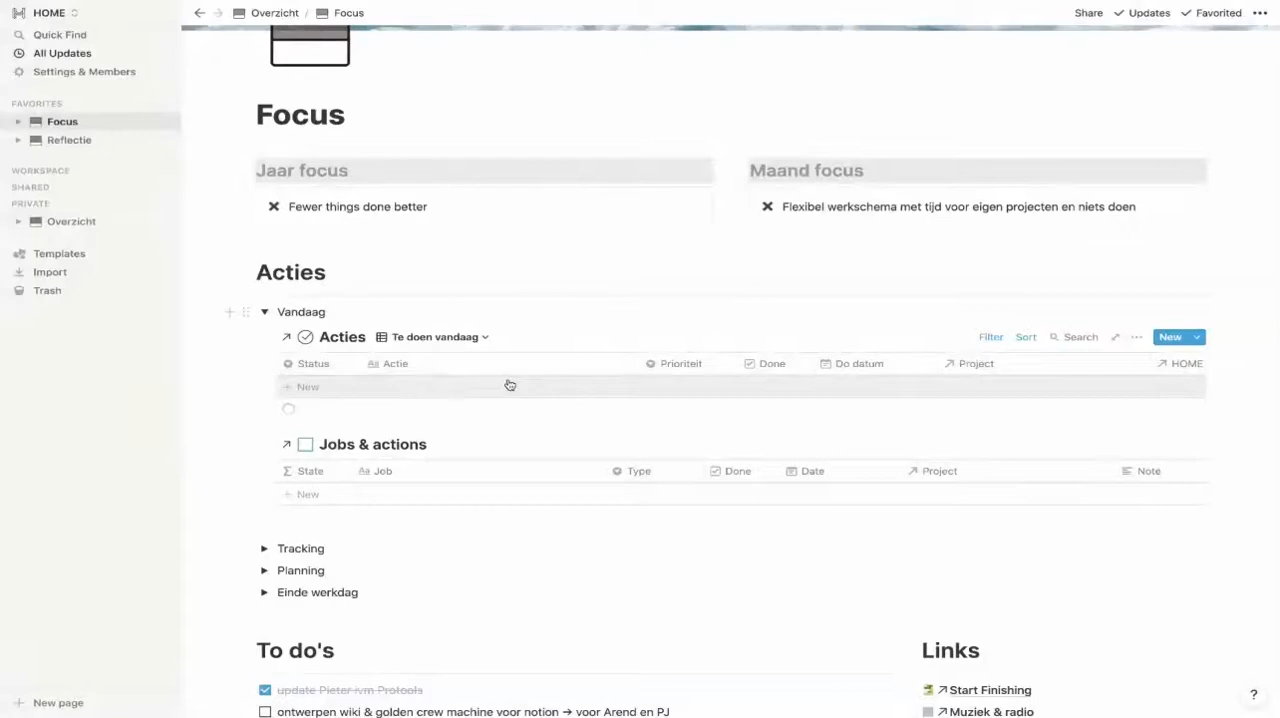 HOME
Overzicht / Focus
Share Updates Favorited
Quick Find
All Updates
Settings & Members
FAVORITES
Focus
Reflectie
WORKSPACE
SHARED
PRIVATE
Overzicht
Templates
Import
Trash
New page
Focus
Jaar focus
Fewer things done better
Maand focus
Flexibel werkschema met tijd voor eigen projecten en niets doen
Acties
Vandaag
Acties Te doen vandaag
Filter Sort Search New
Status Actie Prioriteit Done Do datum Project HOME
New
Jobs & actions
State Job Type Done Date Project Note
New
Tracking
Planning
Einde werkdag
To do's
update Pieter ivm Protools
ontwerpen wiki & golden crew machine voor notion → voor Arend en PJ
Links
Start Finishing
Muziek & radio
?